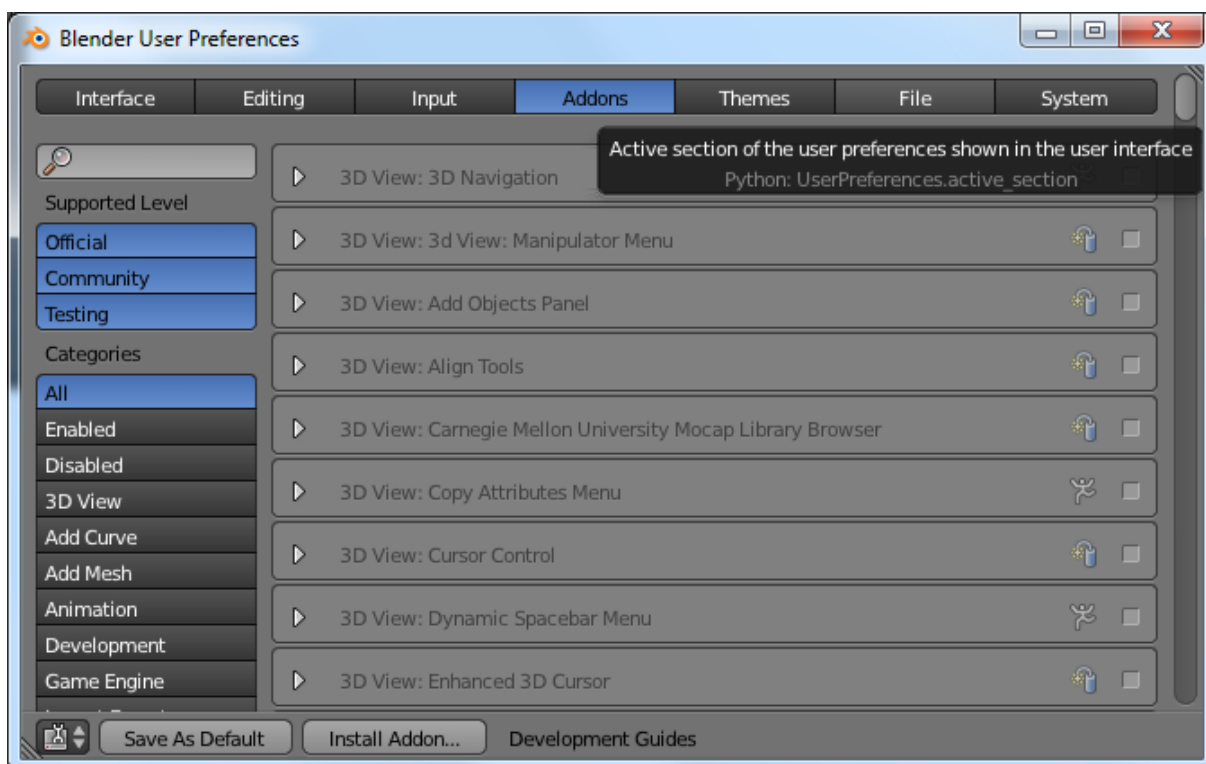 Blender User Preferences
Interface Editing Input Addons Themes File System
Active section of the user preferences shown in the user interface
Python: UserPreferences.active_section
Supported Level
Official
Community
Testing
Categories
All
Enabled
Disabled
3D View
Add Curve
Add Mesh
Animation
Development
Game Engine
3D View: 3D Navigation
3D View: 3d View: Manipulator Menu
3D View: Add Objects Panel
3D View: Align Tools
3D View: Carnegie Mellon University Mocap Library Browser
3D View: Copy Attributes Menu
3D View: Cursor Control
3D View: Dynamic Spacebar Menu
3D View: Enhanced 3D Cursor
Save As Default Install Addon... Development Guides